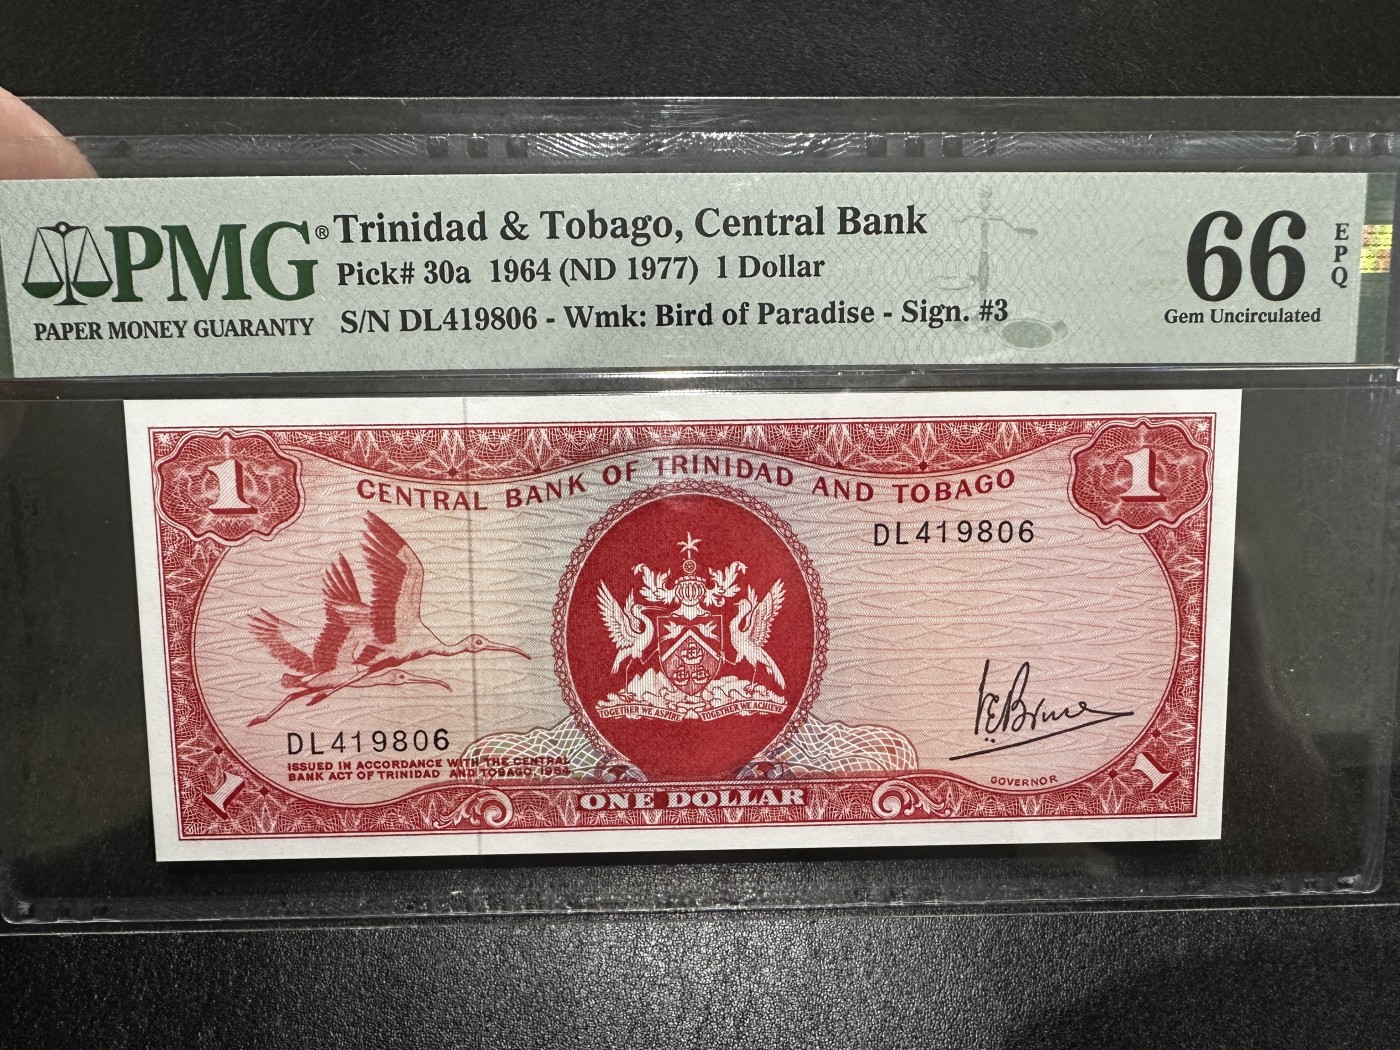 PMG®
PAPER MONEY GUARANTY
Trinidad & Tobago, Central Bank
Pick# 30a 1964 (ND 1977) 1 Dollar
S/N DL419806 - Wmk: Bird of Paradise - Sign. #3
66
EPQ
Gem Uncirculated
1
1
CENTRAL BANK OF TRINIDAD AND TOBAGO
DL419806
TOGETHER WE ASPIRE TOGETHER WE ACHIEVE
VEBruce
DL419806
ISSUED IN ACCORDANCE WITH THE CENTRAL
BANK ACT OF TRINIDAD AND TOBAGO, 1964
GOVERNOR
1
ONE DOLLAR
1